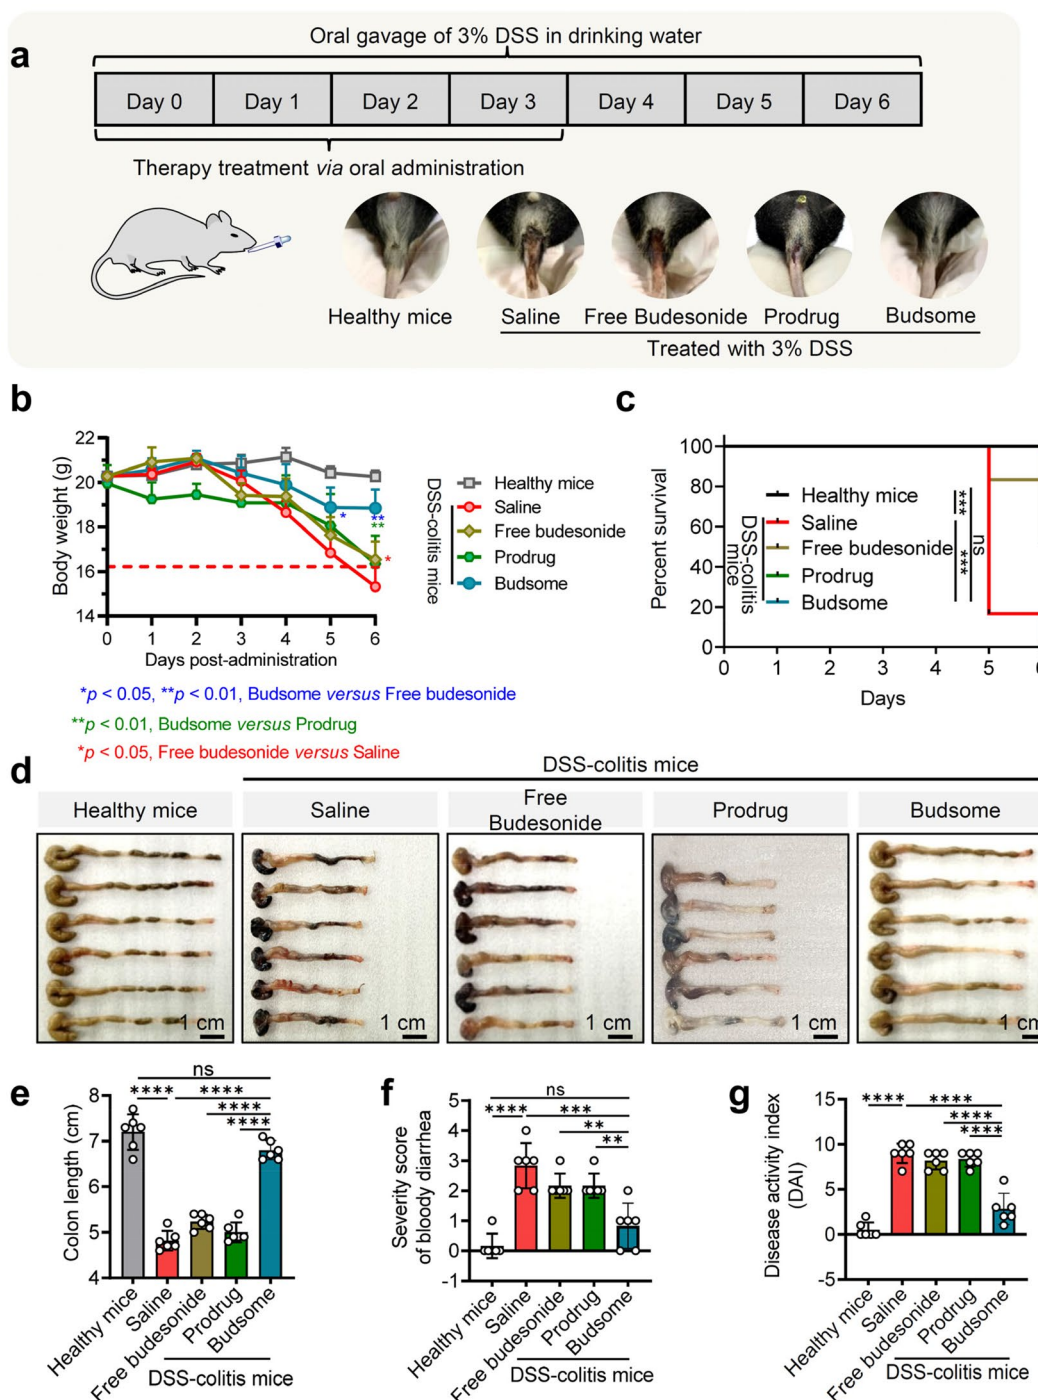 a
Oral gavage of 3% DSS in drinking water
Day 0 Day 1 Day 2 Day 3 Day 4 Day 5 Day 6
Therapy treatment via oral administration
Healthy mice Saline Free Budesonide Prodrug Budsome
Treated with 3% DSS
b
Body weight (g)
22
20
18
16
14
0 1 2 3 4 5 6
Days post-administration
*
**
**
*
DSS-colitis mice
Healthy mice
Saline
Free budesonide
Prodrug
Budsome
*p < 0.05, **p < 0.01, Budsome versus Free budesonide
**p < 0.01, Budsome versus Prodrug
*p < 0.05, Free budesonide versus Saline
c
Percent survival
100
80
60
40
20
0
0 1 2 3 4 5
Days
DSS-colitis mice
Healthy mice
Saline
Free budesonide
Prodrug
Budsome
***
***
ns
d
DSS-colitis mice
Healthy mice Saline Free Budesonide Prodrug Budsome
1 cm 1 cm 1 cm 1 cm 1 cm
e
Colon length (cm)
8
7
6
5
4
ns
**** ****
****
****
Healthy mice
Saline
Free budesonide
Prodrug
Budsome
DSS-colitis mice
f
Severity score
of bloody diarrhea
5
4
3
2
1
0
-1
ns
**** ***
**
**
Healthy mice
Saline
Free budesonide
Prodrug
Budsome
DSS-colitis mice
g
Disease activity index
(DAI)
15
10
5
0
-5
**** ****
****
****
Healthy mice
Saline
Free budesonide
Prodrug
Budsome
DSS-colitis mice